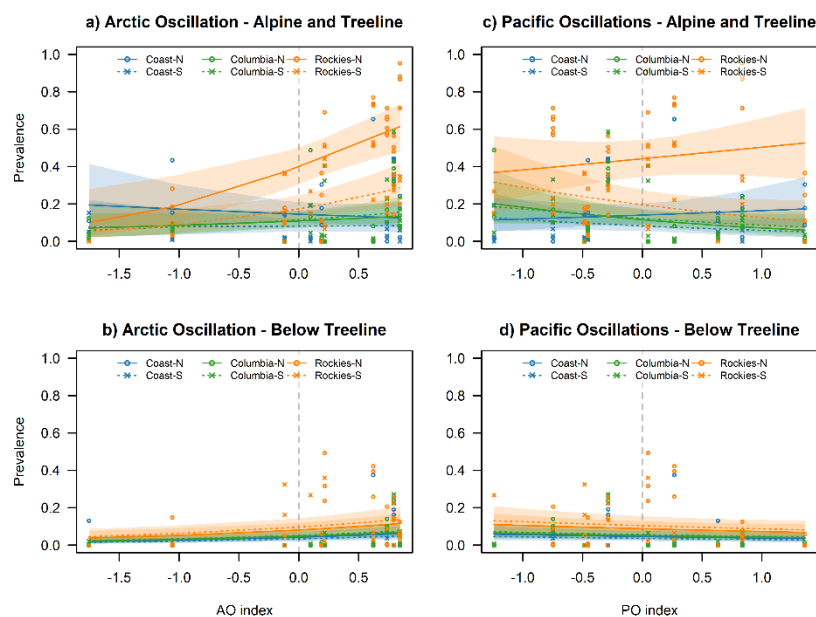 a) Arctic Oscillation - Alpine and Treeline
Prevalence
1.0
0.8
0.6
0.4
0.2
0.0
Coast-N Columbia-N Rockies-N
Coast-S Columbia-S Rockies-S
-1.5 -1.0 -0.5 0.0 0.5
c) Pacific Oscillations - Alpine and Treeline
1.0
0.8
0.6
0.4
0.2
0.0
Coast-N Columbia-N Rockies-N
Coast-S Columbia-S Rockies-S
-1.0 -0.5 0.0 0.5 1.0
b) Arctic Oscillation - Below Treeline
Prevalence
1.0
0.8
0.6
0.4
0.2
0.0
Coast-N Columbia-N Rockies-N
Coast-S Columbia-S Rockies-S
-1.5 -1.0 -0.5 0.0 0.5
AO index
d) Pacific Oscillations - Below Treeline
1.0
0.8
0.6
0.4
0.2
0.0
Coast-N Columbia-N Rockies-N
Coast-S Columbia-S Rockies-S
-1.0 -0.5 0.0 0.5 1.0
PO index